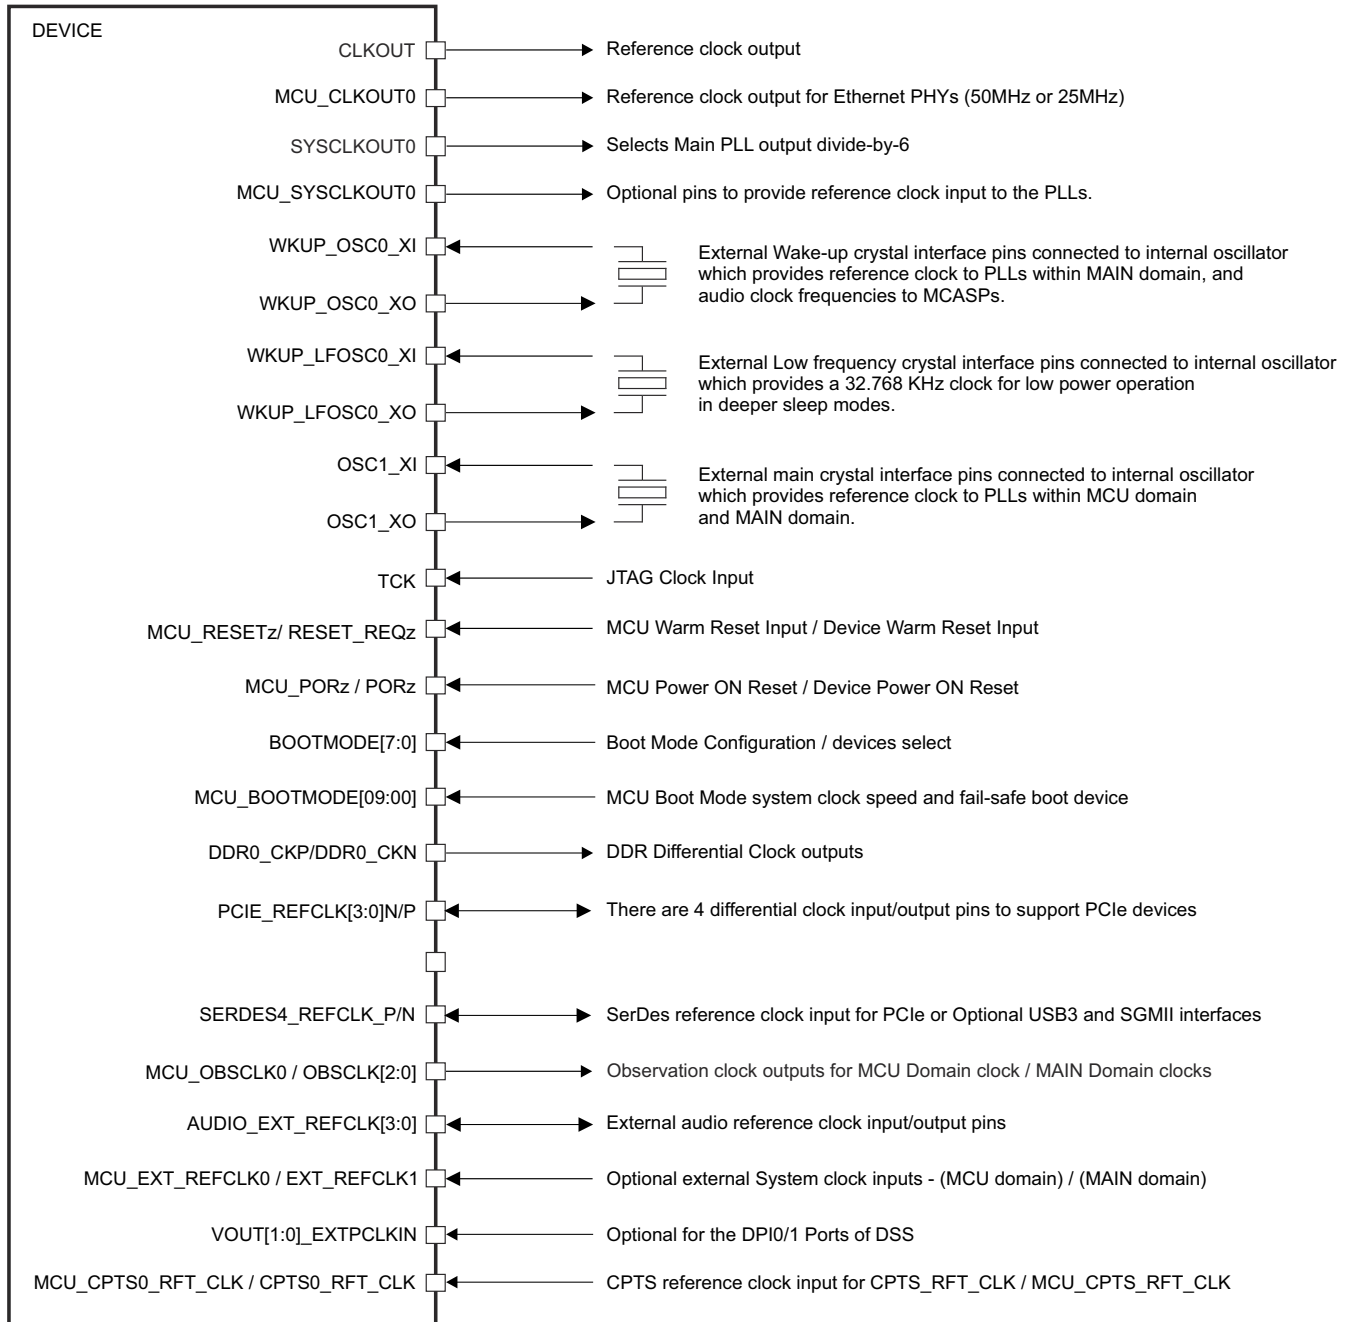 DEVICE
CLKOUT Reference clock output
MCU_CLKOUT0 Reference clock output for Ethernet PHYs (50MHz or 25MHz)
SYSCLKOUT0 Selects Main PLL output divide-by-6
MCU_SYSCLKOUT0 Optional pins to provide reference clock input to the PLLs.
WKUP_OSC0_XI
External Wake-up crystal interface pins connected to internal oscillator
which provides reference clock to PLLs within MAIN domain, and
audio clock frequencies to MCASPs.
WKUP_OSC0_XO
WKUP_LFOSC0_XI
External Low frequency crystal interface pins connected to internal oscillator
which provides a 32.768 KHz clock for low power operation
in deeper sleep modes.
WKUP_LFOSC0_XO
OSC1_XI
External main crystal interface pins connected to internal oscillator
which provides reference clock to PLLs within MCU domain
and MAIN domain.
OSC1_XO
TCK JTAG Clock Input
MCU_RESETz/ RESET_REQz MCU Warm Reset Input / Device Warm Reset Input
MCU_PORz / PORz MCU Power ON Reset / Device Power ON Reset
BOOTMODE[7:0] Boot Mode Configuration / devices select
MCU_BOOTMODE[09:00] MCU Boot Mode system clock speed and fail-safe boot device
DDR0_CKP/DDR0_CKN DDR Differential Clock outputs
PCIE_REFCLK[3:0]N/P There are 4 differential clock input/output pins to support PCIe devices
SERDES4_REFCLK_P/N SerDes reference clock input for PCIe or Optional USB3 and SGMII interfaces
MCU_OBSCLK0 / OBSCLK[2:0] Observation clock outputs for MCU Domain clock / MAIN Domain clocks
AUDIO_EXT_REFCLK[3:0] External audio reference clock input/output pins
MCU_EXT_REFCLK0 / EXT_REFCLK1 Optional external System clock inputs - (MCU domain) / (MAIN domain)
VOUT[1:0]_EXTPCLKIN Optional for the DPI0/1 Ports of DSS
MCU_CPTS0_RFT_CLK / CPTS0_RFT_CLK CPTS reference clock input for CPTS_RFT_CLK / MCU_CPTS_RFT_CLK